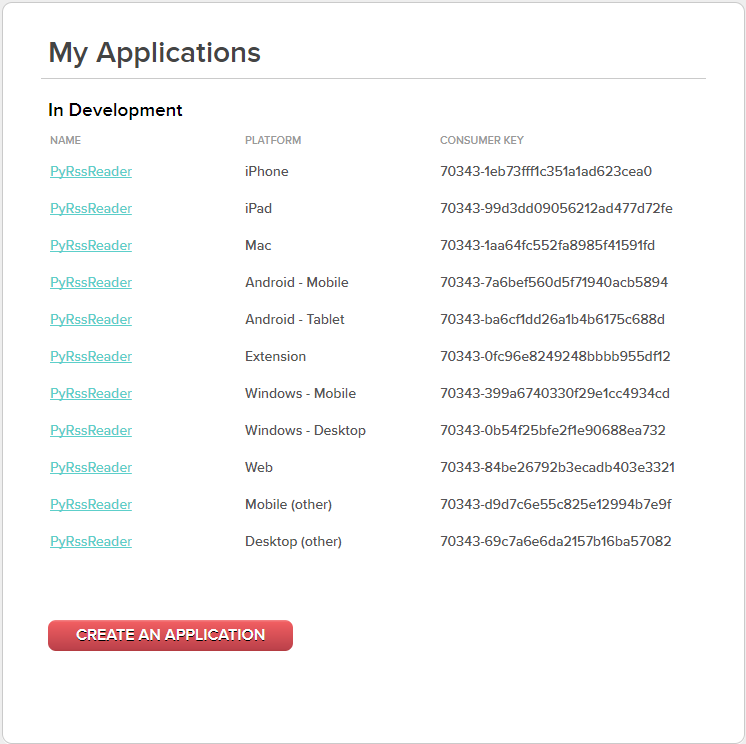 My Applications
In Development
NAME PLATFORM CONSUMER KEY
PyRssReader iPhone 70343-1eb73fff1c351a1ad623cea0
PyRssReader iPad 70343-99d3dd09056212ad477d72fe
PyRssReader Mac 70343-1aa64fc552fa8985f41591fd
PyRssReader Android - Mobile 70343-7a6bef560d5f71940acb5894
PyRssReader Android - Tablet 70343-ba6cf1dd26a1b4b6175c688d
PyRssReader Extension 70343-0fc96e8249248bbbb955df12
PyRssReader Windows - Mobile 70343-399a6740330f29e1cc4934cd
PyRssReader Windows - Desktop 70343-0b54f25bfe2f1e90688ea732
PyRssReader Web 70343-84be26792b3ecadb403e3321
PyRssReader Mobile (other) 70343-d9d7c6e55c825e12994b7e9f
PyRssReader Desktop (other) 70343-69c7a6e6da2157b16ba57082
CREATE AN APPLICATION